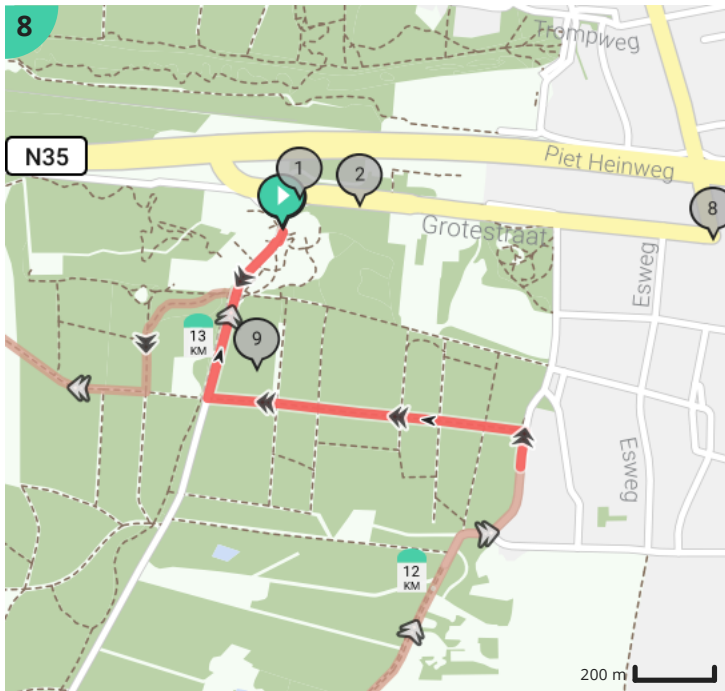 8
Trompweg
N35
Piet Heinweg
1
2
8
Grotestraat
Esweg
13
KM
9
Esweg
12
KM
200 m